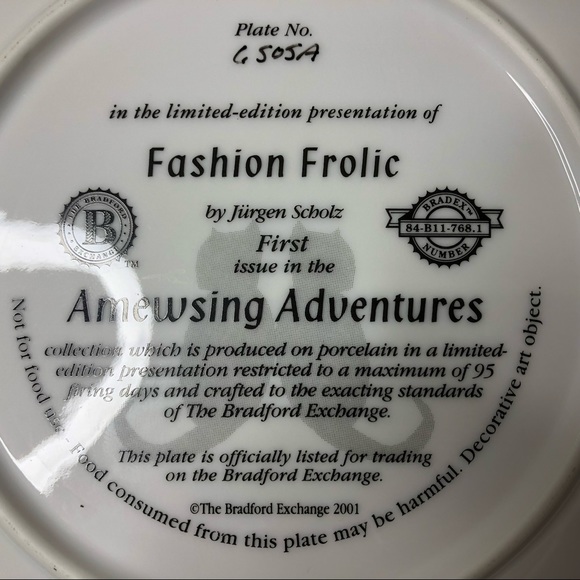 Plate No.
6505A
in the limited-edition presentation of
Fashion Frolic
by Jürgen Scholz
First
issue in the
Amewsing Adventures
collection which is produced on porcelain in a limited-
edition presentation restricted to a maximum of 95
firing days and crafted to the exacting standards
of The Bradford Exchange.
This plate is officially listed for trading
on the Bradford Exchange.
©The Bradford Exchange 2001
THE BRADFORD
B
EXCHANGE
TM
BRADEX™
84-B11-768.1
NUMBER
Not for food use - Food consumed from this plate may be harmful. Decorative art object.